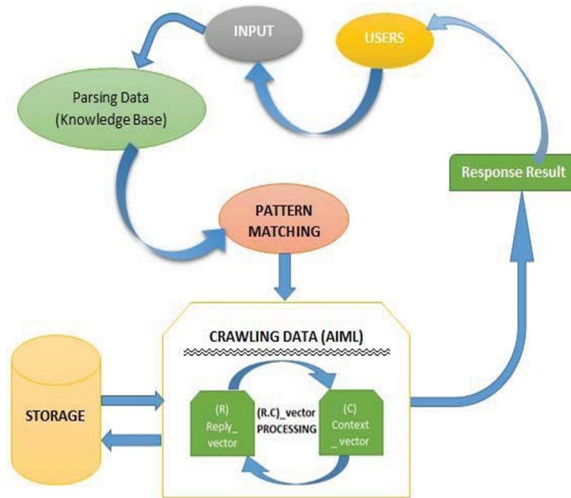 INPUT
USERS
Parsing Data
(Knowledge Base)
Response Result
PATTERN
MATCHING
CRAWLING DATA (AIML)
STORAGE
(R)
Reply_
vector
(R.C)_vector
PROCESSING
(C)
Context
_ vector